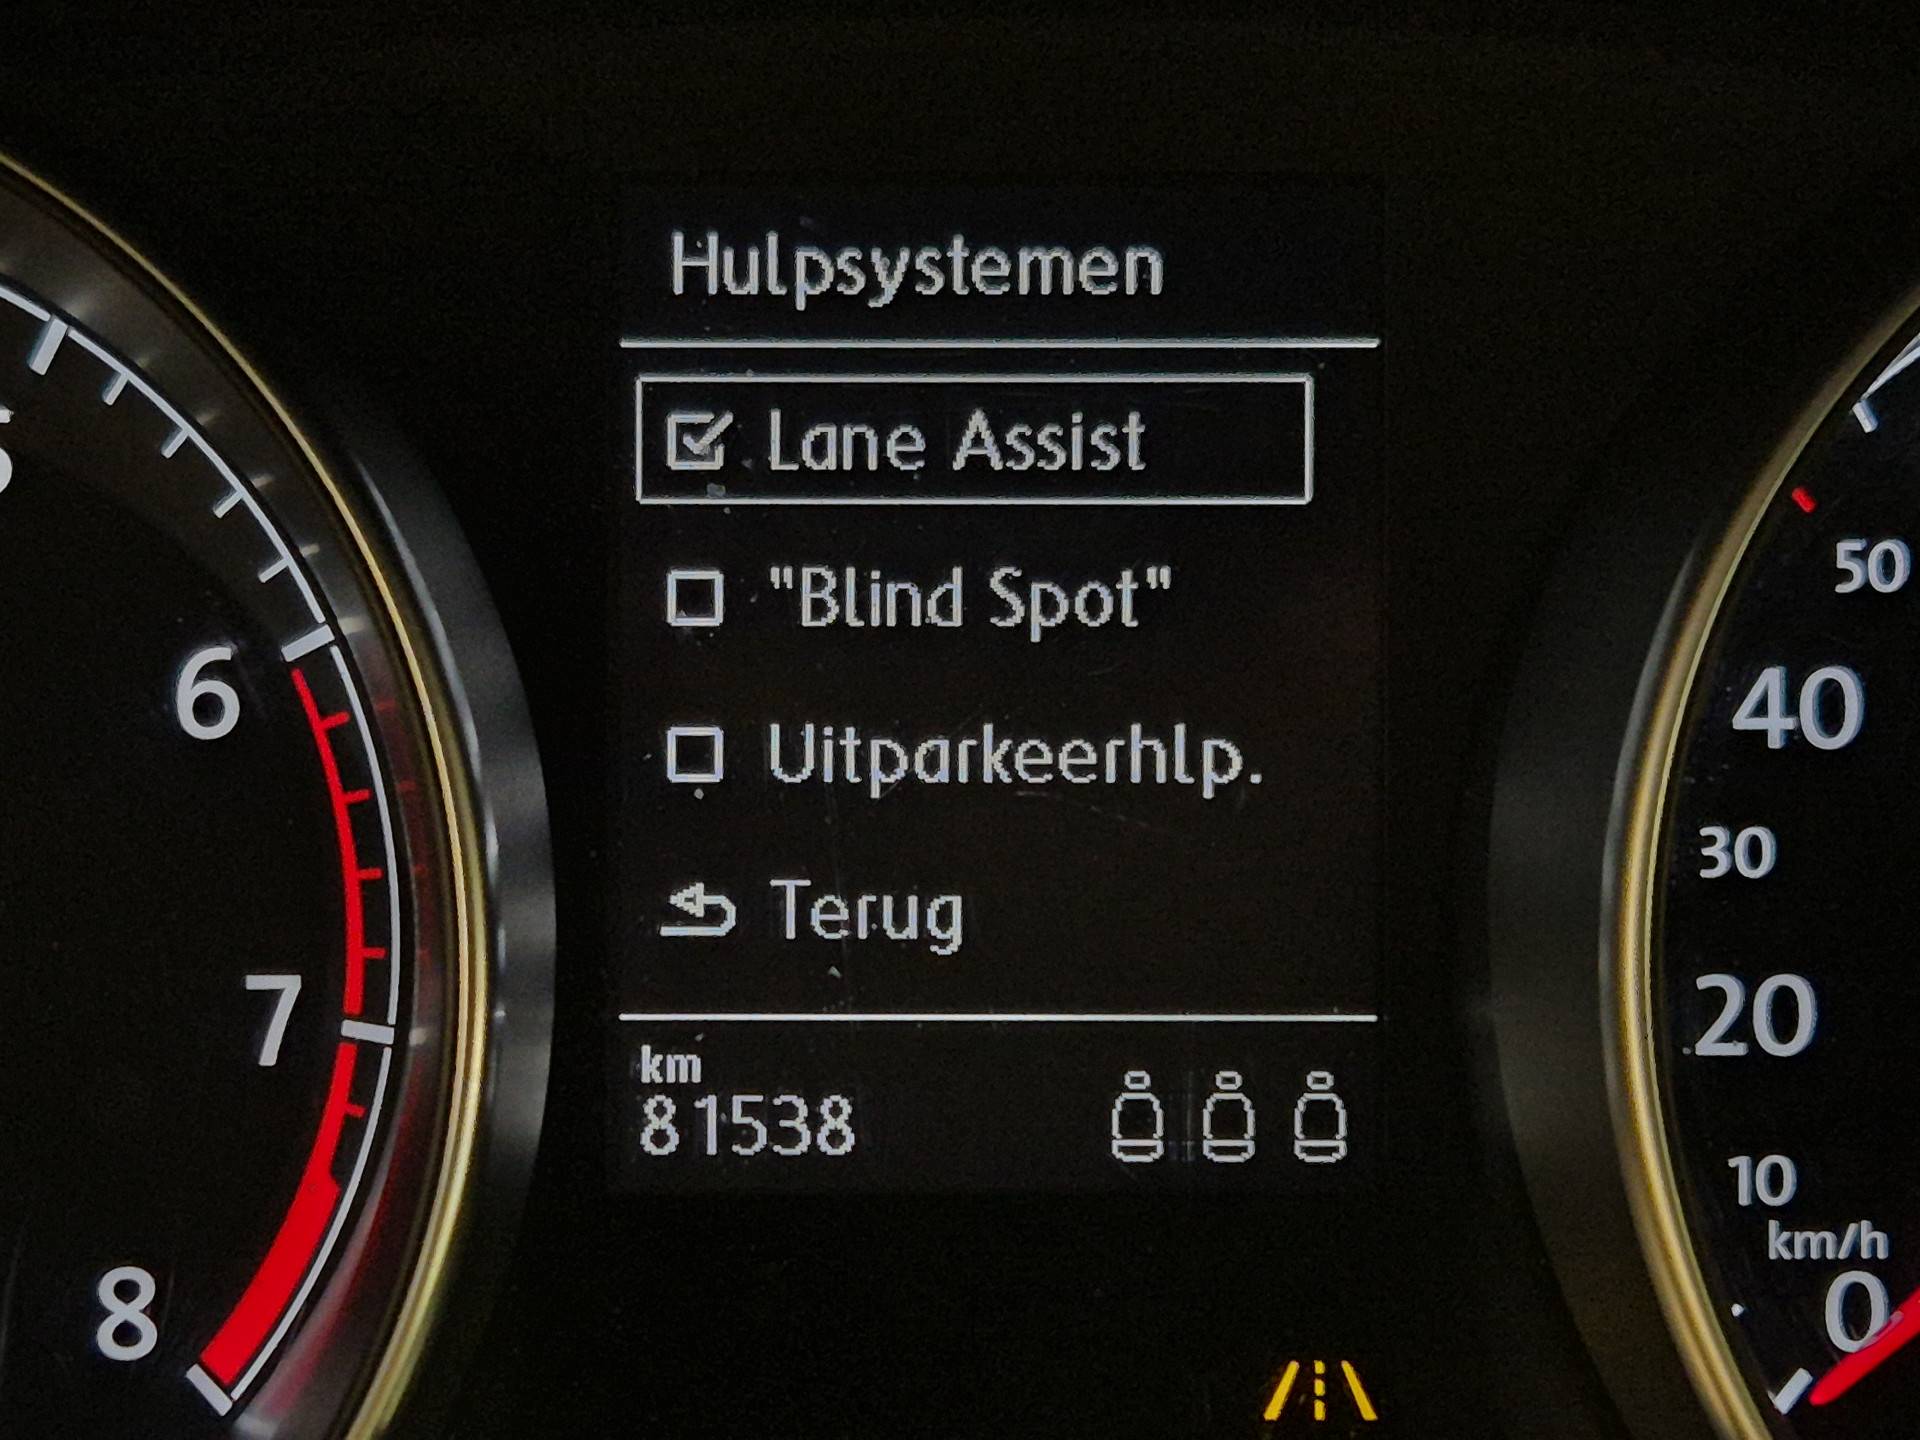 Hulpsystemen
Lane Assist
"Blind Spot"
Uitparkeerhlp.
Terug
km
81538
6
7
8
50
40
30
20
10
km/h
0